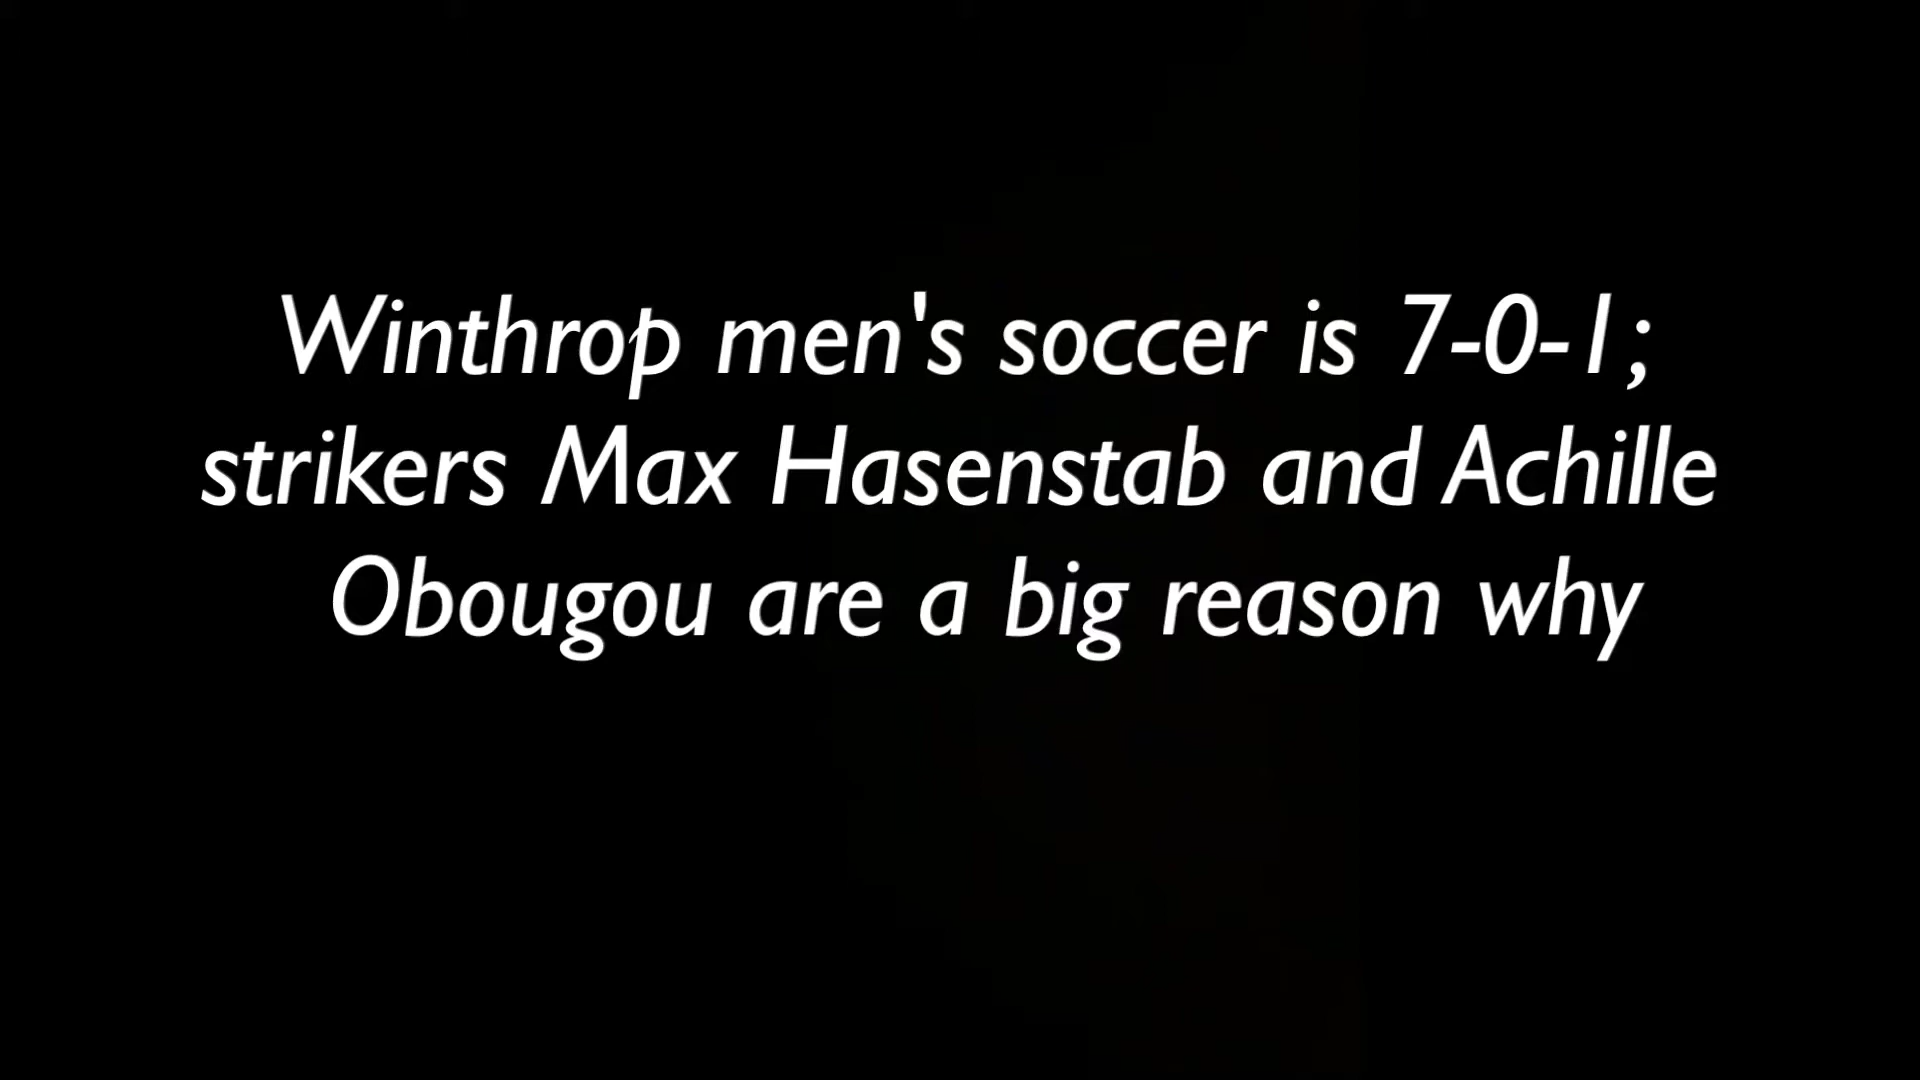 Winthrop men's soccer is 7-0-1;
strikers Max Hasenstab and Achille
Obougou are a big reason why